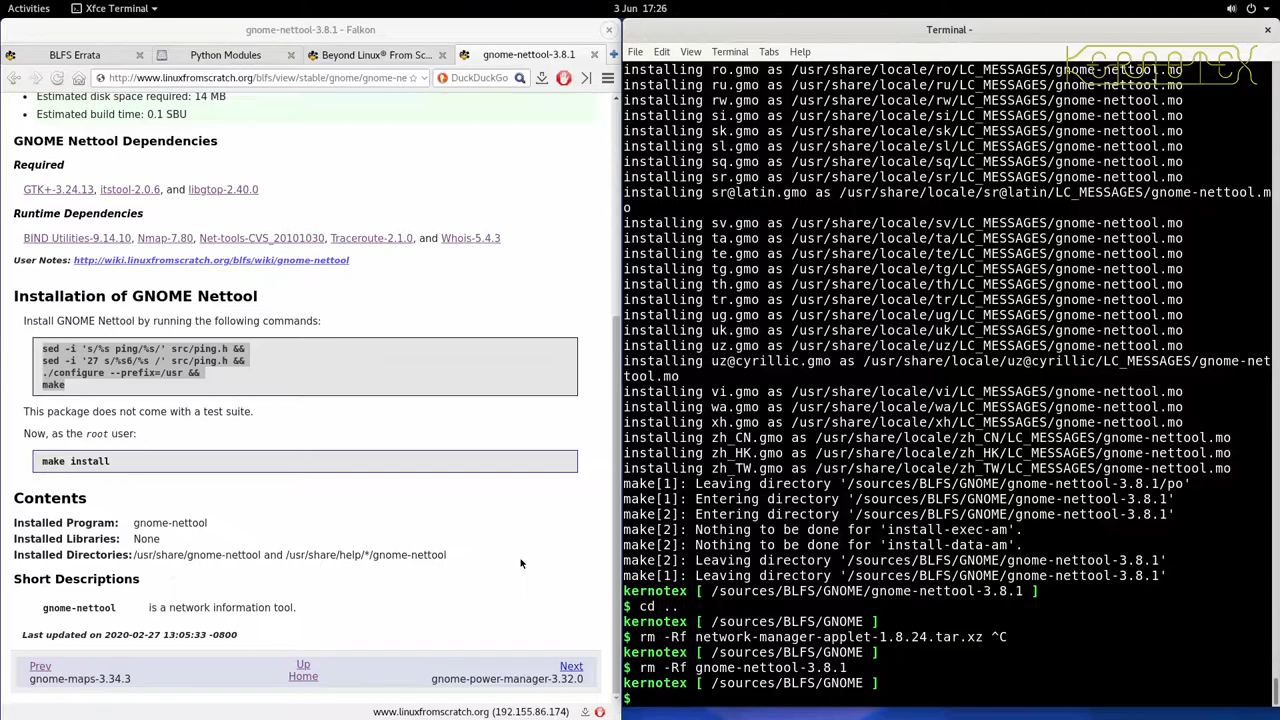 Activities
Xfce Terminal
3 Jun 17:26
gnome-nettool-3.8.1 - Falkon
BLFS Errata
Python Modules
Beyond Linux® From Sc...
gnome-nettool-3.8.1
http://www.linuxfromscratch.org/blfs/view/stable/gnome/gnome-ne
DuckDuckGo
Estimated disk space required: 14 MB
Estimated build time: 0.1 SBU
GNOME Nettool Dependencies
Required
GTK+-3.24.13, itstool-2.0.6, and libgtop-2.40.0
Runtime Dependencies
BIND Utilities-9.14.10, Nmap-7.80, Net-tools-CVS_20101030, Traceroute-2.1.0, and Whois-5.4.3
User Notes: http://wiki.linuxfromscratch.org/blfs/wiki/gnome-nettool
Installation of GNOME Nettool
Install GNOME Nettool by running the following commands:
sed -i 's/%s ping/%s/' src/ping.h &&
sed -i '27 s/%s6/%s /' src/ping.h &&
./configure --prefix=/usr &&
make
This package does not come with a test suite.
Now, as the root user:
make install
Contents
Installed Program: gnome-nettool
Installed Libraries: None
Installed Directories: /usr/share/gnome-nettool and /usr/share/help/*/gnome-nettool
Short Descriptions
gnome-nettool is a network information tool.
Last updated on 2020-02-27 13:05:33 -0800
Prev Up Next
gnome-maps-3.34.3 Home gnome-power-manager-3.32.0
www.linuxfromscratch.org (192.155.86.174)
Terminal -
File Edit View Terminal Tabs Help
KERNOTEX
installing ro.gmo as /usr/share/locale/ro/LC_MESSAGES/gnome-nettool.mo
installing ru.gmo as /usr/share/locale/ru/LC_MESSAGES/gnome-nettool.mo
installing rw.gmo as /usr/share/locale/rw/LC_MESSAGES/gnome-nettool.mo
installing si.gmo as /usr/share/locale/si/LC_MESSAGES/gnome-nettool.mo
installing sk.gmo as /usr/share/locale/sk/LC_MESSAGES/gnome-nettool.mo
installing sl.gmo as /usr/share/locale/sl/LC_MESSAGES/gnome-nettool.mo
installing sq.gmo as /usr/share/locale/sq/LC_MESSAGES/gnome-nettool.mo
installing sr.gmo as /usr/share/locale/sr/LC_MESSAGES/gnome-nettool.mo
installing sr@latin.gmo as /usr/share/locale/sr@latin/LC_MESSAGES/gnome-nettool.m
o
installing sv.gmo as /usr/share/locale/sv/LC_MESSAGES/gnome-nettool.mo
installing ta.gmo as /usr/share/locale/ta/LC_MESSAGES/gnome-nettool.mo
installing te.gmo as /usr/share/locale/te/LC_MESSAGES/gnome-nettool.mo
installing tg.gmo as /usr/share/locale/tg/LC_MESSAGES/gnome-nettool.mo
installing th.gmo as /usr/share/locale/th/LC_MESSAGES/gnome-nettool.mo
installing tr.gmo as /usr/share/locale/tr/LC_MESSAGES/gnome-nettool.mo
installing ug.gmo as /usr/share/locale/ug/LC_MESSAGES/gnome-nettool.mo
installing uk.gmo as /usr/share/locale/uk/LC_MESSAGES/gnome-nettool.mo
installing uz.gmo as /usr/share/locale/uz/LC_MESSAGES/gnome-nettool.mo
installing uz@cyrillic.gmo as /usr/share/locale/uz@cyrillic/LC_MESSAGES/gnome-net
tool.mo
installing vi.gmo as /usr/share/locale/vi/LC_MESSAGES/gnome-nettool.mo
installing wa.gmo as /usr/share/locale/wa/LC_MESSAGES/gnome-nettool.mo
installing xh.gmo as /usr/share/locale/xh/LC_MESSAGES/gnome-nettool.mo
installing zh_CN.gmo as /usr/share/locale/zh_CN/LC_MESSAGES/gnome-nettool.mo
installing zh_HK.gmo as /usr/share/locale/zh_HK/LC_MESSAGES/gnome-nettool.mo
installing zh_TW.gmo as /usr/share/locale/zh_TW/LC_MESSAGES/gnome-nettool.mo
make[1]: Leaving directory '/sources/BLFS/GNOME/gnome-nettool-3.8.1/po'
make[1]: Entering directory '/sources/BLFS/GNOME/gnome-nettool-3.8.1'
make[2]: Entering directory '/sources/BLFS/GNOME/gnome-nettool-3.8.1'
make[2]: Nothing to be done for 'install-exec-am'.
make[2]: Nothing to be done for 'install-data-am'.
make[2]: Leaving directory '/sources/BLFS/GNOME/gnome-nettool-3.8.1'
make[1]: Leaving directory '/sources/BLFS/GNOME/gnome-nettool-3.8.1'
kernotex [ /sources/BLFS/GNOME/gnome-nettool-3.8.1 ]
$ cd ..
kernotex [ /sources/BLFS/GNOME ]
$ rm -Rf network-manager-applet-1.8.24.tar.xz ^C
kernotex [ /sources/BLFS/GNOME ]
$ rm -Rf gnome-nettool-3.8.1
kernotex [ /sources/BLFS/GNOME ]
$